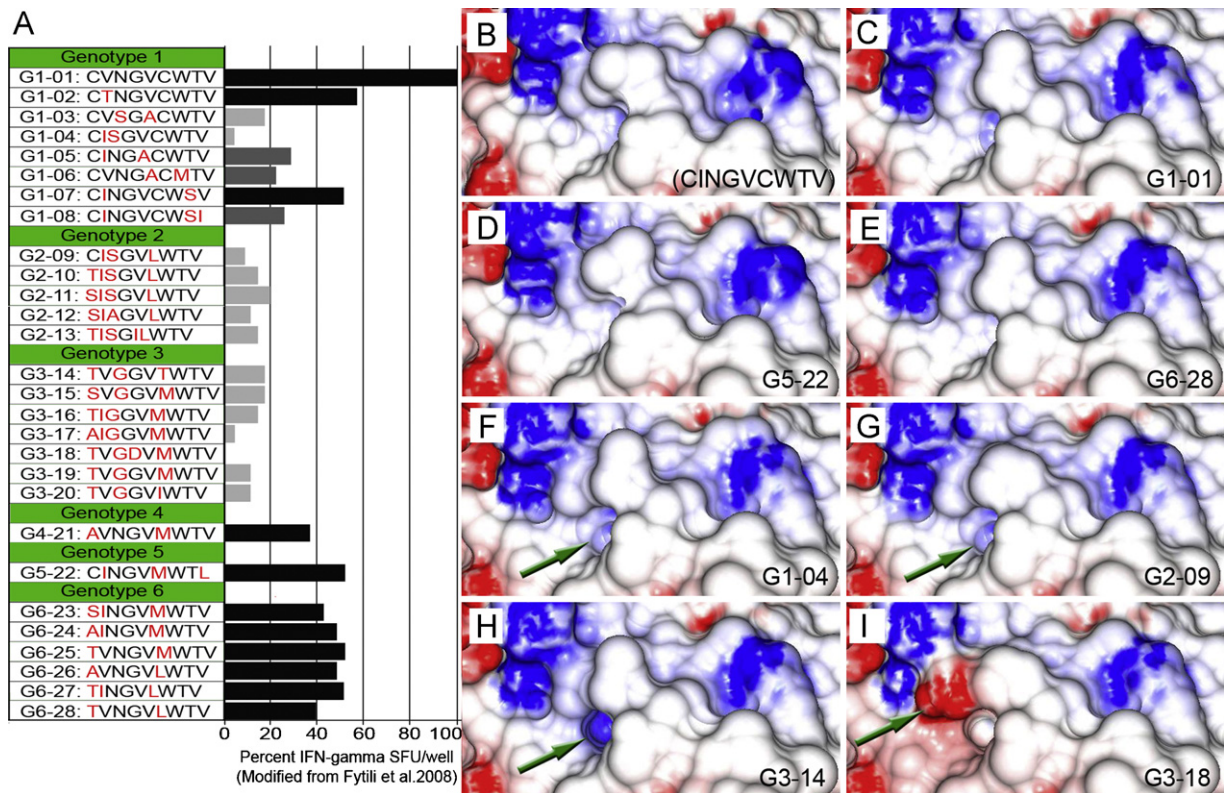 A
Genotype 1
G1-01: CVNGVCWTV
G1-02: CTNGVCWTV
G1-03: CVSGACWTV
G1-04: CISGVCWTV
G1-05: CINGACWTV
G1-06: CVNGACMTV
G1-07: CINGVCWSV
G1-08: CINGVCWSI
Genotype 2
G2-09: CISGVLWTV
G2-10: TISGVLWTV
G2-11: SISGVLWTV
G2-12: SIAGVLWTV
G2-13: TISGILWTV
Genotype 3
G3-14: TVGGVTWTV
G3-15: SVGGVMWTV
G3-16: TIGGVMWTV
G3-17: AIGGVMWTV
G3-18: TVGDVMWTV
G3-19: TVGGVMWTV
G3-20: TVGGVIWTV
Genotype 4
G4-21: AVNGVMWTV
Genotype 5
G5-22: CINGVMWTL
Genotype 6
G6-23: SINGVMWTV
G6-24: AINGVMWTV
G6-25: TVNGVMWTV
G6-26: AVNGVLWTV
G6-27: TINGVLWTV
G6-28: TVNGVLWTV
0 20 40 60 80 100
Percent IFN-gamma SFU/well
(Modified from Fytili et al.2008)
B
(CINGVCWTV)
C
G1-01
D
G5-22
E
G6-28
F
G1-04
G
G2-09
H
G3-14
I
G3-18